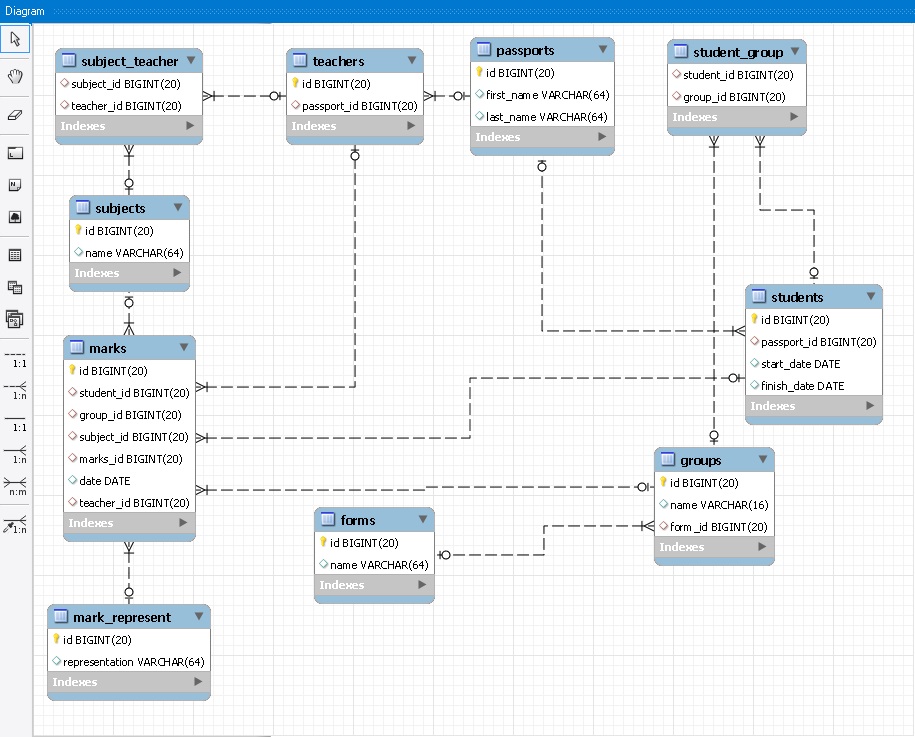 Diagram
subject_teacher
subject_id BIGINT(20)
teacher_id BIGINT(20)
Indexes
teachers
id BIGINT(20)
passport_id BIGINT(20)
Indexes
passports
id BIGINT(20)
first_name VARCHAR(64)
last_name VARCHAR(64)
Indexes
student_group
student_id BIGINT(20)
group_id BIGINT(20)
Indexes
subjects
id BIGINT(20)
name VARCHAR(64)
Indexes
students
id BIGINT(20)
passport_id BIGINT(20)
start_date DATE
finish_date DATE
Indexes
marks
id BIGINT(20)
student_id BIGINT(20)
group_id BIGINT(20)
subject_id BIGINT(20)
marks_id BIGINT(20)
date DATE
teacher_id BIGINT(20)
Indexes
groups
id BIGINT(20)
name VARCHAR(16)
form_id BIGINT(20)
Indexes
forms
id BIGINT(20)
name VARCHAR(64)
Indexes
mark_represent
id BIGINT(20)
representation VARCHAR(64)
Indexes
1:1
1:n
1:1
1:n
n:m
1:n